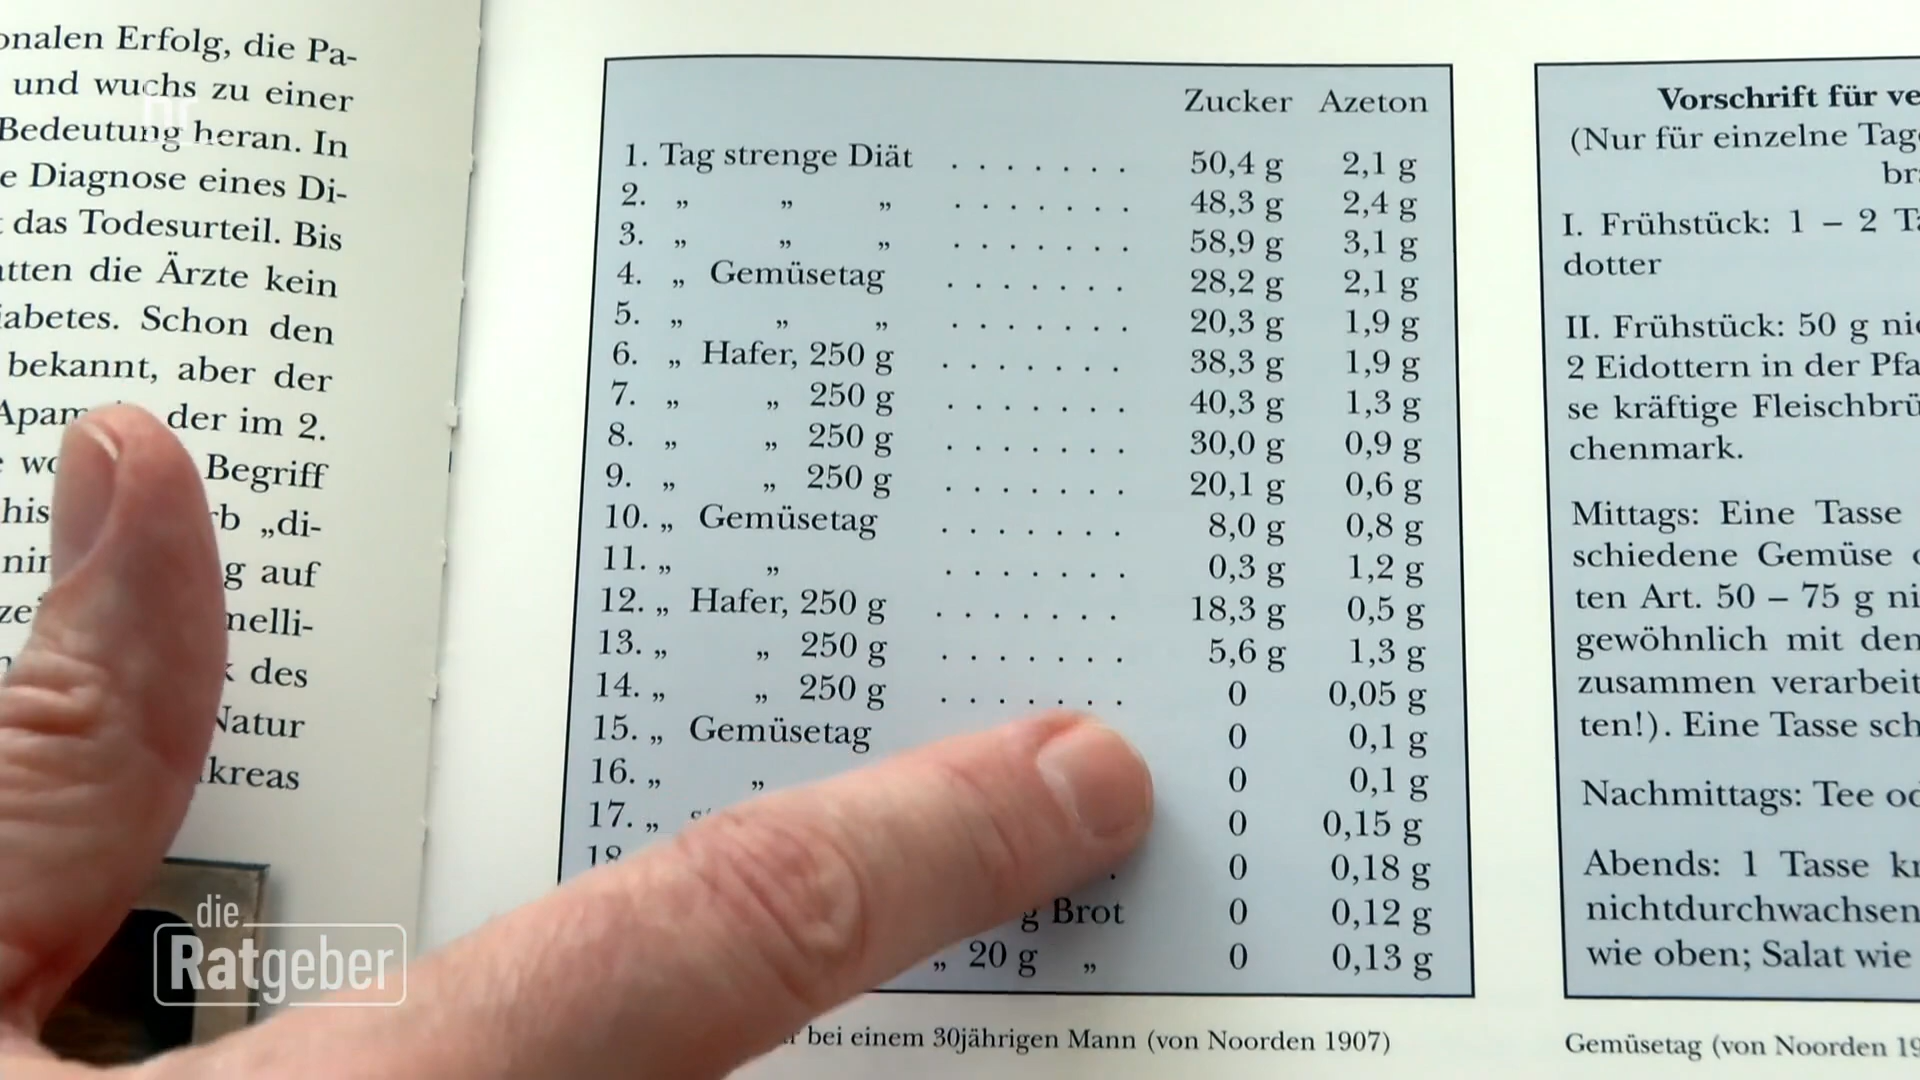 onalen Erfolg, die Pa-
und wuchs zu einer
Bedeutung heran. In
e Diagnose eines Di-
das Todesurteil. Bis
tten die Ärzte kein
iabetes. Schon den
bekannt, aber der
der im 2.
Begriff
„di-
g auf
melli-
des
Natur
kreas
Zucker Azeton
1. Tag strenge Diät . . . . . . . 50,4 g 2,1 g
2. „ „ „ . . . . . . . 48,3 g 2,4 g
3. „ „ „ . . . . . . . 58,9 g 3,1 g
4. „ Gemüsetag . . . . . . . 28,2 g 2,1 g
5. „ „ „ . . . . . . . 20,3 g 1,9 g
6. „ Hafer, 250 g . . . . . . . 38,3 g 1,9 g
7. „ „ 250 g . . . . . . . 40,3 g 1,3 g
8. „ „ 250 g . . . . . . . 30,0 g 0,9 g
9. „ „ 250 g . . . . . . . 20,1 g 0,6 g
10. „ Gemüsetag . . . . . . . 8,0 g 0,8 g
11. „ „ . . . . . . . 0,3 g 1,2 g
12. „ Hafer, 250 g . . . . . . . 18,3 g 0,5 g
13. „ „ 250 g . . . . . . . 5,6 g 1,3 g
14. „ „ 250 g . . . . . . . 0 0,05 g
15. „ Gemüsetag 0 0,1 g
16. „ „ 0 0,1 g
17. „ 0 0,15 g
18. 0 0,18 g
g Brot 0 0,12 g
„ 20 g „ 0 0,13 g
bei einem 30jährigen Mann (von Noorden 1907)
Vorschrift für ve
(Nur für einzelne Tag
br
I. Frühstück: 1 – 2 T
dotter
II. Frühstück: 50 g ni
2 Eidottern in der Pfa
se kräftige Fleischbrü
chenmark.
Mittags: Eine Tasse
schiedene Gemüse
ten Art. 50 – 75 g ni
gewöhnlich mit den
zusammen verarbeit
ten!). Eine Tasse sch
Nachmittags: Tee od
Abends: 1 Tasse kr
nichtdurchwachsen
wie oben; Salat wie
Gemüsetag (von Noorden 19
hr
die
Ratgeber